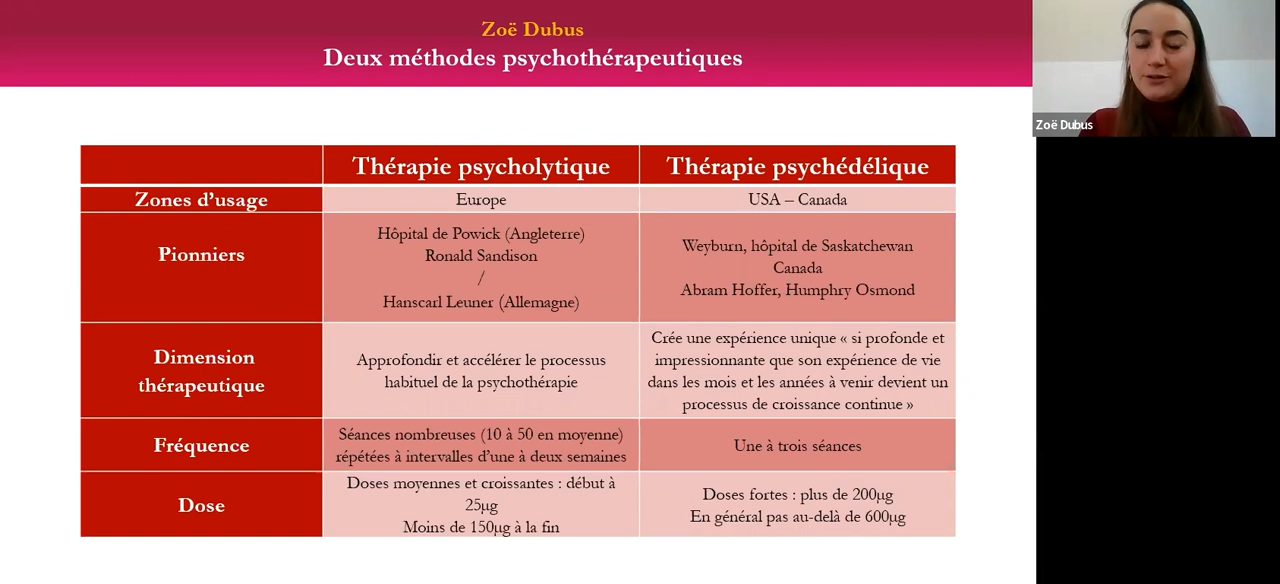 Zoë Dubus
Deux méthodes psychothérapeutiques
Zoë Dubus
Thérapie psycholytique
Thérapie psychédélique
Zones d’usage
Europe
USA – Canada
Pionniers
Hôpital de Powick (Angleterre)
Ronald Sandison
/
Hanscarl Leuner (Allemagne)
Weyburn, hôpital de Saskatchewan
Canada
Abram Hoffer, Humphry Osmond
Dimension
thérapeutique
Approfondir et accélérer le processus
habituel de la psychothérapie
Crée une expérience unique « si profonde et
impressionnante que son expérience de vie
dans les mois et les années à venir devient un
processus de croissance continue »
Fréquence
Séances nombreuses (10 à 50 en moyenne)
répétées à intervalles d’une à deux semaines
Une à trois séances
Dose
Doses moyennes et croissantes : début à
25µg
Moins de 150µg à la fin
Doses fortes : plus de 200µg
En général pas au-delà de 600µg